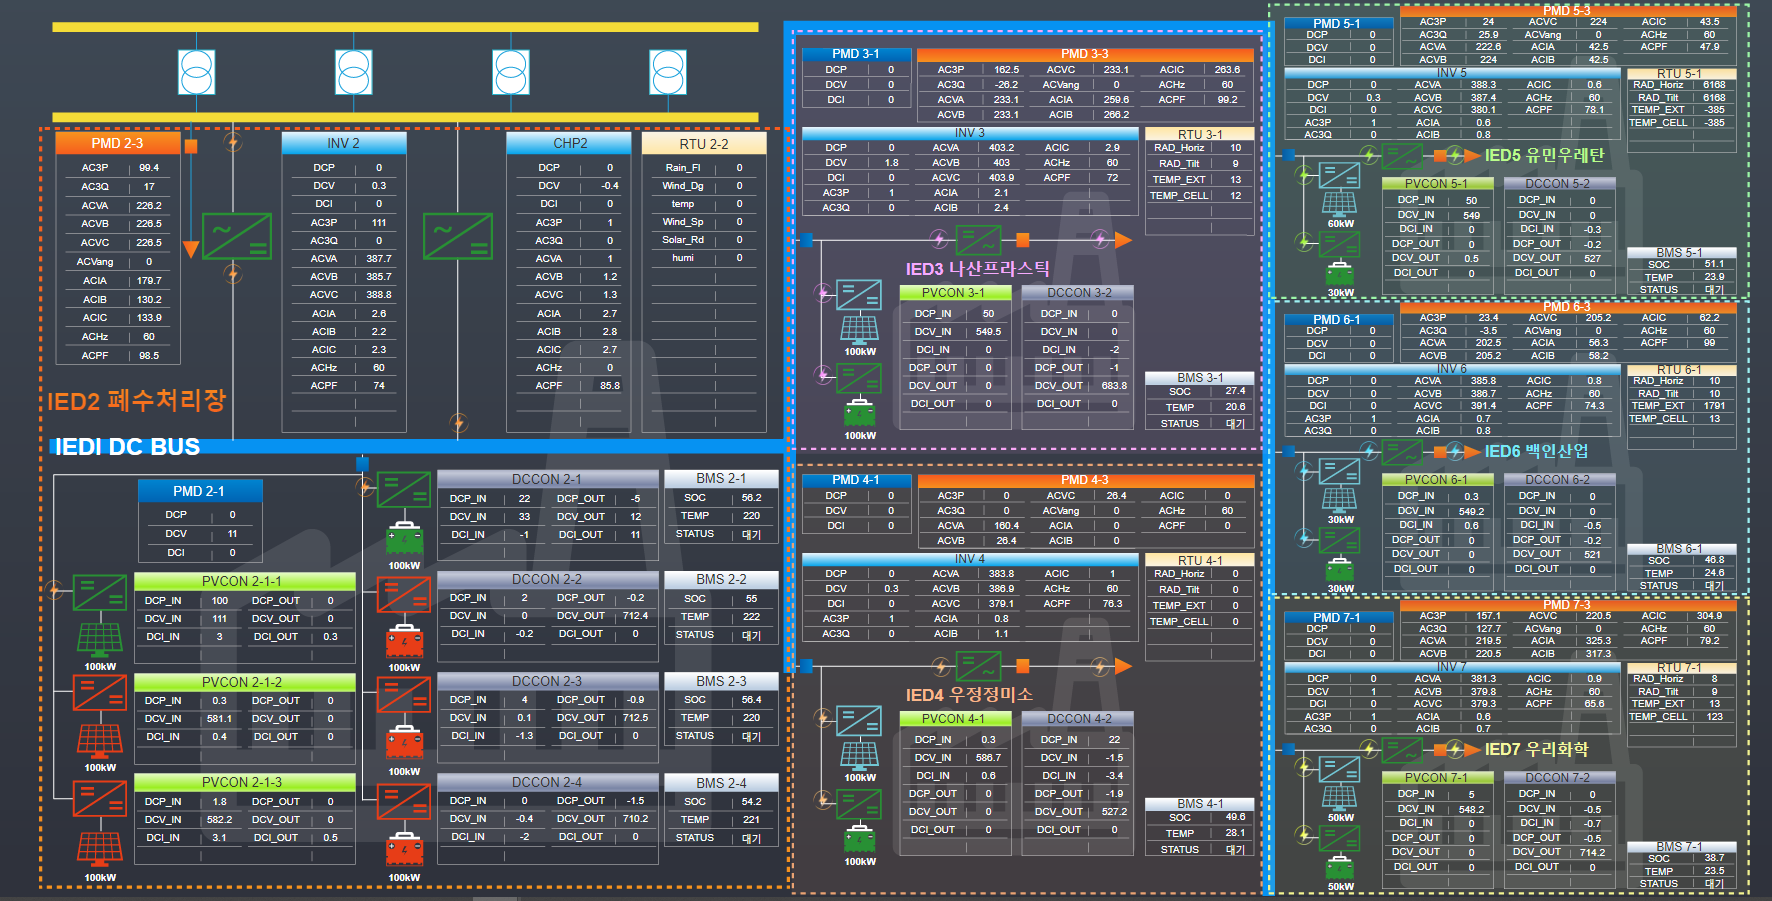 PMD 2-3
AC3P 99.4
AC3Q 17
ACVA 226.2
ACVB 226.5
ACVC 226.5
ACVang 0
ACIA 179.7
ACIB 130.2
ACIC 133.9
ACHz 60
ACPF 98.5
INV 2
DCP 0
DCV 0.3
DCI 0
AC3P 111
AC3Q 0
ACVA 387.7
ACVB 385.7
ACVC 388.8
ACIA 2.6
ACIB 2.2
ACIC 2.3
ACHz 60
ACPF 74
CHP2
DCP 0
DCV -0.4
DCI 0
AC3P 1
AC3Q 0
ACVA 1
ACVB 1.2
ACVC 1.3
ACIA 2.7
ACIB 2.8
ACIC 2.7
ACHz 0
ACPF 85.8
RTU 2-2
Rain_Fl 0
Wind_Dg 0
temp 0
Wind_Sp 0
Solar_Rd 0
humi 0
IED2 폐수처리장
IEDI DC BUS
PMD 2-1
DCP 0
DCV 11
DCI 0
PVCON 2-1-1
DCP_IN 100 DCP_OUT 0
DCV_IN 111 DCV_OUT 0
DCI_IN 3 DCI_OUT 0.3
100kW
PVCON 2-1-2
DCP_IN 0.3 DCP_OUT 0
DCV_IN 581.1 DCV_OUT 0
DCI_IN 0.4 DCI_OUT 0
100kW
PVCON 2-1-3
DCP_IN 1.8 DCP_OUT 0
DCV_IN 582.2 DCV_OUT 0
DCI_IN 3.1 DCI_OUT 0.5
100kW
DCCON 2-1
DCP_IN 22 DCP_OUT -5
DCV_IN 33 DCV_OUT 12
DCI_IN -1 DCI_OUT 11
100kW
BMS 2-1
SOC 56.2
TEMP 220
STATUS 대기
DCCON 2-2
DCP_IN 2 DCP_OUT -0.2
DCV_IN 0 DCV_OUT 712.4
DCI_IN -0.2 DCI_OUT 0
100kW
BMS 2-2
SOC 55
TEMP 222
STATUS 대기
DCCON 2-3
DCP_IN 4 DCP_OUT -0.9
DCV_IN 0.1 DCV_OUT 712.5
DCI_IN -1.3 DCI_OUT 0
100kW
BMS 2-3
SOC 56.4
TEMP 220
STATUS 대기
DCCON 2-4
DCP_IN 0 DCP_OUT -1.5
DCV_IN -0.4 DCV_OUT 710.2
DCI_IN -2 DCI_OUT 0
100kW
BMS 2-4
SOC 54.2
TEMP 221
STATUS 대기
PMD 3-1
DCP 0
DCV 0
DCI 0
PMD 3-3
AC3P 162.5 ACVC 233.1 ACIC 263.6
AC3Q -26.2 ACVang 0 ACHz 60
ACVA 233.1 ACIA 259.6 ACPF 99.2
ACVB 233.1 ACIB 266.2
INV 3
DCP 0 ACVA 403.2 ACIC 2.9
DCV 1.8 ACVB 403 ACHz 60
DCI 0 ACVC 403.9 ACPF 72
AC3P 1 ACIA 2.1
AC3Q 0 ACIB 2.4
RTU 3-1
RAD_Horiz 10
RAD_Tilt 9
TEMP_EXT 13
TEMP_CELL 12
IED3 나산프라스틱
100kW
100kW
PVCON 3-1
DCP_IN 50
DCV_IN 549.5
DCI_IN 0
DCP_OUT 0
DCV_OUT 0
DCI_OUT 0
DCCON 3-2
DCP_IN 0
DCV_IN 0
DCI_IN -2
DCP_OUT -1
DCV_OUT 683.8
DCI_OUT 0
BMS 3-1
SOC 27.4
TEMP 20.6
STATUS 대기
PMD 4-1
DCP 0
DCV 0
DCI 0
PMD 4-3
AC3P 0 ACVC 26.4 ACIC 0
AC3Q 0 ACVang 0 ACHz 60
ACVA 160.4 ACIA 0 ACPF 0
ACVB 26.4 ACIB 0
INV 4
DCP 0 ACVA 383.8 ACIC 1
DCV 0.3 ACVB 386.9 ACHz 60
DCI 0 ACVC 379.1 ACPF 76.3
AC3P 1 ACIA 0.8
AC3Q 0 ACIB 1.1
RTU 4-1
RAD_Horiz 0
RAD_Tilt 0
TEMP_EXT 0
TEMP_CELL 0
IED4 우정정미소
100kW
100kW
PVCON 4-1
DCP_IN 0.3
DCV_IN 586.7
DCI_IN 0.6
DCP_OUT 0
DCV_OUT 0
DCI_OUT 0
DCCON 4-2
DCP_IN 22
DCV_IN -1.5
DCI_IN -3.4
DCP_OUT -1.9
DCV_OUT 527.2
DCI_OUT 0
BMS 4-1
SOC 49.6
TEMP 28.1
STATUS 대기
PMD 5-1
DCP 0
DCV 0
DCI 0
PMD 5-3
AC3P 24 ACVC 224 ACIC 43.5
AC3Q 25.9 ACVang 0 ACHz 60
ACVA 222.6 ACIA 42.5 ACPF 47.9
ACVB 224 ACIB 42.5
INV 5
DCP 0 ACVA 388.3 ACIC 0.6
DCV 0.3 ACVB 387.4 ACHz 60
DCI 0 ACVC 380.1 ACPF 78.1
AC3P 1 ACIA 0.6
AC3Q 0 ACIB 0.8
RTU 5-1
RAD_Horiz 6168
RAD_Tilt 6168
TEMP_EXT -385
TEMP_CELL -385
IED5 유민우레탄
60kW
30kW
PVCON 5-1
DCP_IN 50
DCV_IN 549
DCI_IN 0
DCP_OUT 0
DCV_OUT 0.5
DCI_OUT 0
DCCON 5-2
DCP_IN 0
DCV_IN 0
DCI_IN -0.3
DCP_OUT -0.2
DCV_OUT 527
DCI_OUT 0
BMS 5-1
SOC 51.1
TEMP 23.9
STATUS 대기
PMD 6-1
DCP 0
DCV 0
DCI 0
PMD 6-3
AC3P 23.4 ACVC 205.2 ACIC 62.2
AC3Q -3.5 ACVang 0 ACHz 60
ACVA 202.5 ACIA 56.3 ACPF 99
ACVB 205.2 ACIB 58.2
INV 6
DCP 0 ACVA 385.8 ACIC 0.8
DCV 0 ACVB 386.7 ACHz 60
DCI 0 ACVC 391.4 ACPF 74.3
AC3P 1 ACIA 0.7
AC3Q 0 ACIB 0.8
RTU 6-1
RAD_Horiz 10
RAD_Tilt 10
TEMP_EXT 1791
TEMP_CELL 13
IED6 백인산업
30kW
30kW
PVCON 6-1
DCP_IN 0.3
DCV_IN 549.2
DCI_IN 0.6
DCP_OUT 0
DCV_OUT 0
DCI_OUT 0
DCCON 6-2
DCP_IN 0
DCV_IN 0
DCI_IN -0.5
DCP_OUT -0.2
DCV_OUT 521
DCI_OUT 0
BMS 6-1
SOC 46.8
TEMP 24.6
STATUS 대기
PMD 7-1
DCP 0
DCV 0
DCI 0
PMD 7-3
AC3P 157.1 ACVC 220.5 ACIC 304.9
AC3Q 127.7 ACVang 0 ACHz 60
ACVA 219.5 ACIA 325.3 ACPF 79.2
ACVB 220.5 ACIB 317.3
INV 7
DCP 0 ACVA 381.3 ACIC 0.9
DCV 1 ACVB 379.8 ACHz 60
DCI 0 ACVC 379.3 ACPF 65.6
AC3P 1 ACIA 0.6
AC3Q 0 ACIB 0.7
RTU 7-1
RAD_Horiz 8
RAD_Tilt 9
TEMP_EXT 13
TEMP_CELL 123
IED7 우리화학
50kW
50kW
PVCON 7-1
DCP_IN 5
DCV_IN 548.2
DCI_IN 0
DCP_OUT 0
DCV_OUT 0
DCI_OUT 0
DCCON 7-2
DCP_IN 0
DCV_IN -0.5
DCI_IN -0.7
DCP_OUT -0.5
DCV_OUT 714.2
DCI_OUT 0
BMS 7-1
SOC 38.7
TEMP 23.5
STATUS 대기